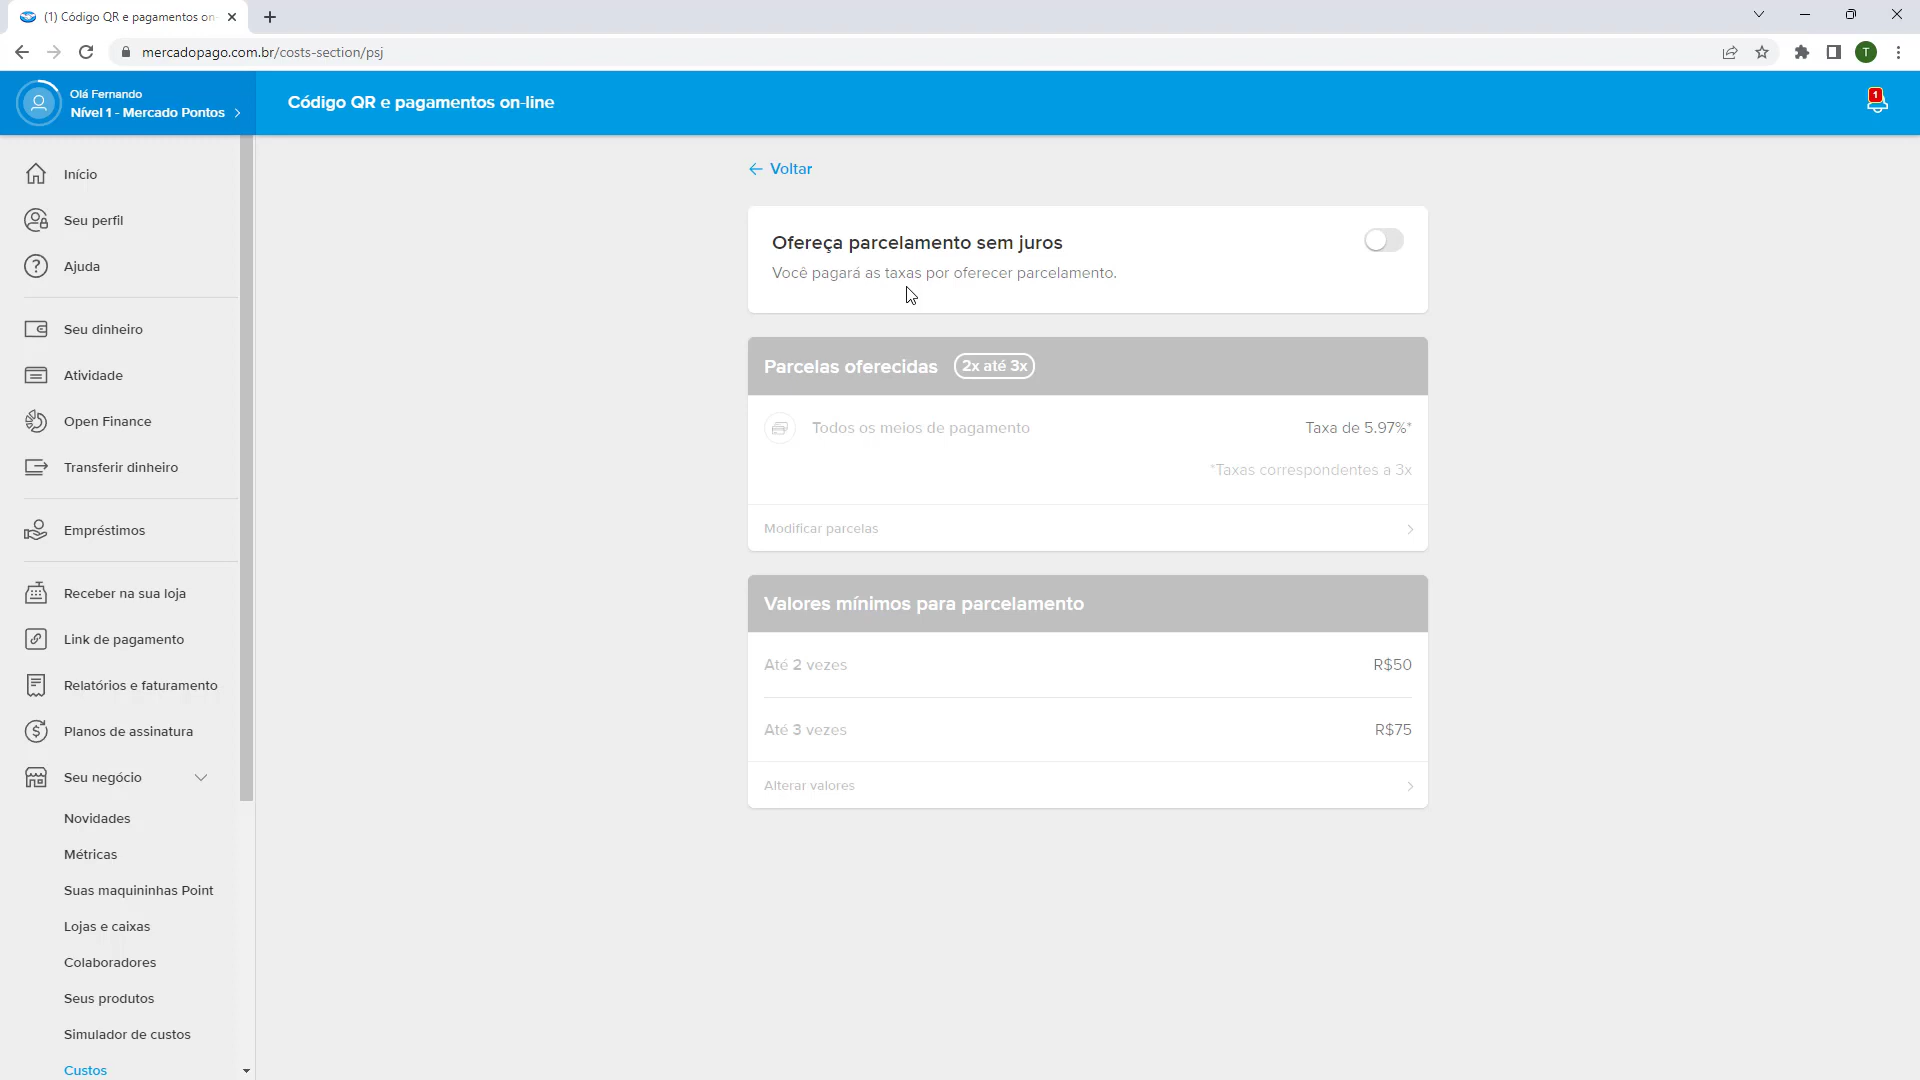 (1) Código QR e pagamentos on-
mercadopago.com.br/costs-section/psj
T
Olá Fernando
Nível 1 - Mercado Pontos
Código QR e pagamentos on-line
1
Início
Seu perfil
Ajuda
Seu dinheiro
Atividade
Open Finance
Transferir dinheiro
Empréstimos
Receber na sua loja
Link de pagamento
Relatórios e faturamento
Planos de assinatura
Seu negócio
Novidades
Métricas
Suas maquininhas Point
Lojas e caixas
Colaboradores
Seus produtos
Simulador de custos
Custos
Voltar
Ofereça parcelamento sem juros
Você pagará as taxas por oferecer parcelamento.
Parcelas oferecidas 2x até 3x
Todos os meios de pagamento Taxa de 5.97%*
*Taxas correspondentes a 3x
Modificar parcelas
Valores mínimos para parcelamento
Até 2 vezes R$50
Até 3 vezes R$75
Alterar valores